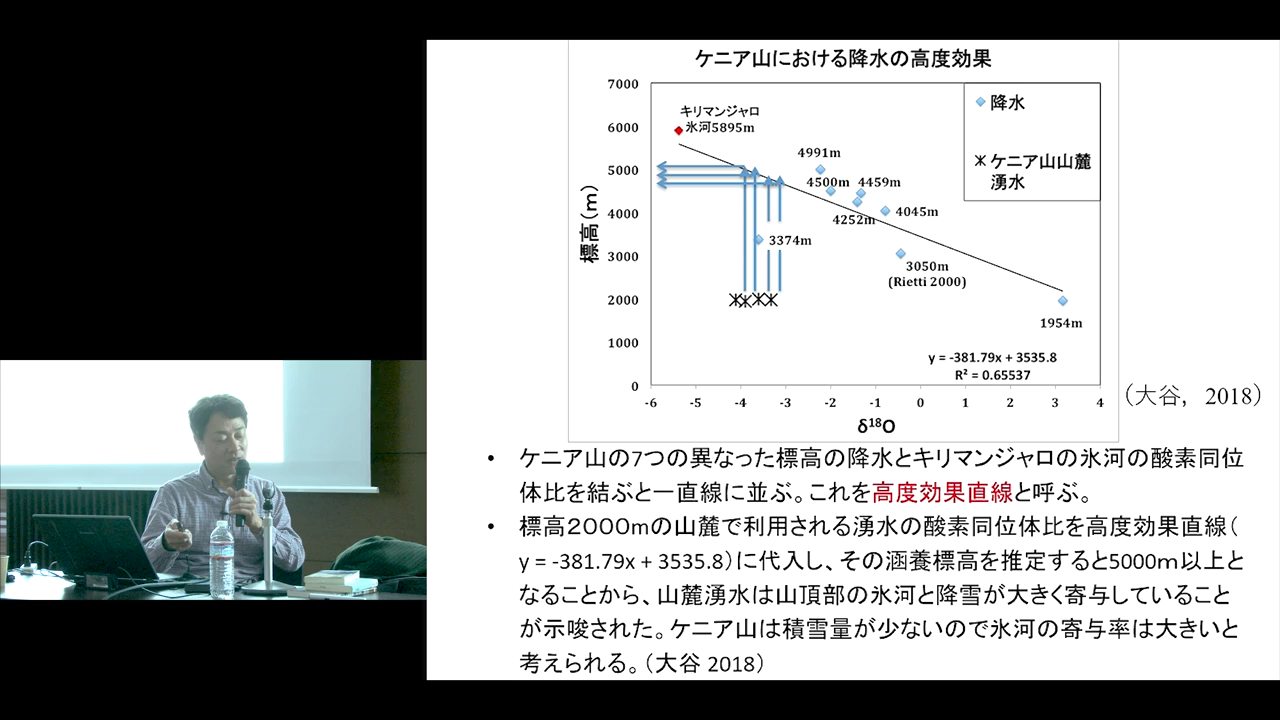 ケニア山における降水の高度効果
7000
6000
5000
4000
3000
2000
1000
0
標高(m)
キリマンジャロ
氷河5895m
4991m
4500m
4459m
4252m
4045m
3374m
3050m
(Rietti 2000)
1954m
降水
ケニア山山麓
湧水
y = -381.79x + 3535.8
R² = 0.65537
-6 -5 -4 -3 -2 -1 0 1 2 3 4
δ¹⁸O
(大谷, 2018)
• ケニア山の7つの異なった標高の降水とキリマンジャロの氷河の酸素同位
体比を結ぶと一直線に並ぶ。これを高度効果直線と呼ぶ。
• 標高2000mの山麓で利用される湧水の酸素同位体比を高度効果直線(
y = -381.79x + 3535.8)に代入し、その涵養標高を推定すると5000m以上と
なることから、山麓湧水は山頂部の氷河と降雪が大きく寄与していること
が示唆された。ケニア山は積雪量が少ないので氷河の寄与率は大きいと
考えられる。(大谷 2018)